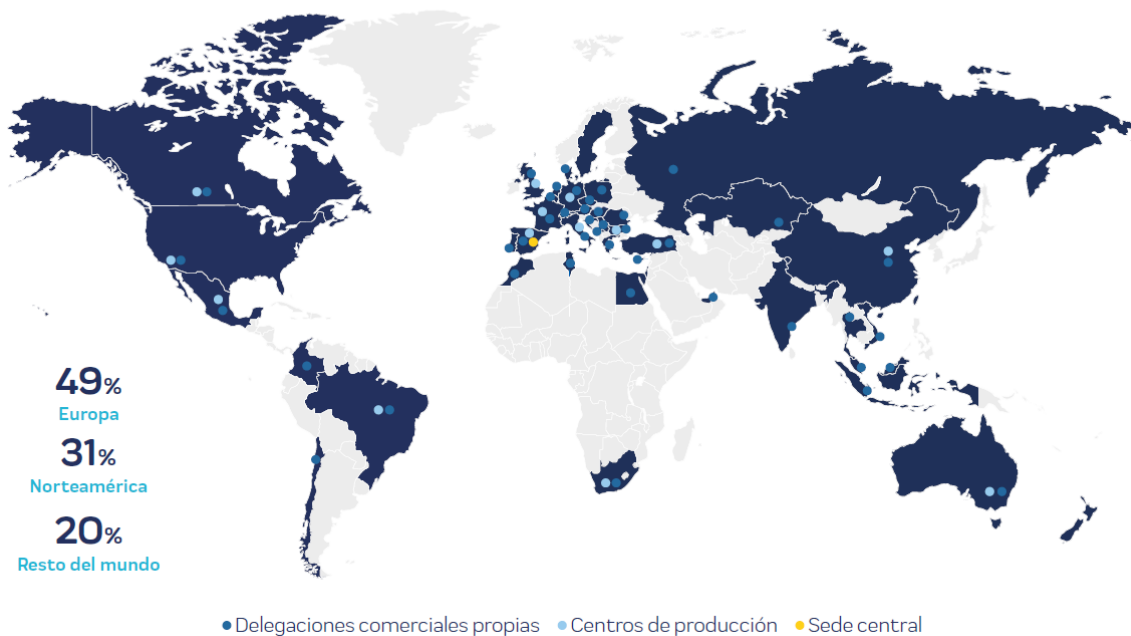 49%
Europa
31%
Norteamérica
20%
Resto del mundo
Delegaciones comerciales propias Centros de producción Sede central